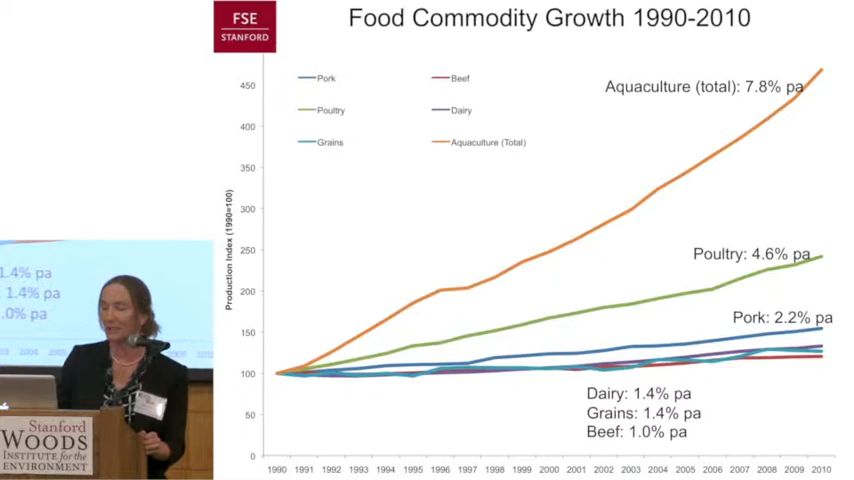 FSE
STANFORD
Food Commodity Growth 1990-2010
Pork
Beef
Poultry
Dairy
Grains
Aquaculture (Total)
Aquaculture (total): 7.8% pa
Poultry: 4.6% pa
Pork: 2.2% pa
Dairy: 1.4% pa
Grains: 1.4% pa
Beef: 1.0% pa
Production Index (1990=100)
450
400
350
300
250
200
150
100
50
0
1990 1991 1992 1993 1994 1995 1996 1997 1998 1999 2000 2001 2002 2003 2004 2005 2006 2007 2008 2009 2010
1.4% pa
1.4% pa
.0% pa
2004 2005
Stanford
WOODS
INSTITUTE for the
ENVIRONMENT